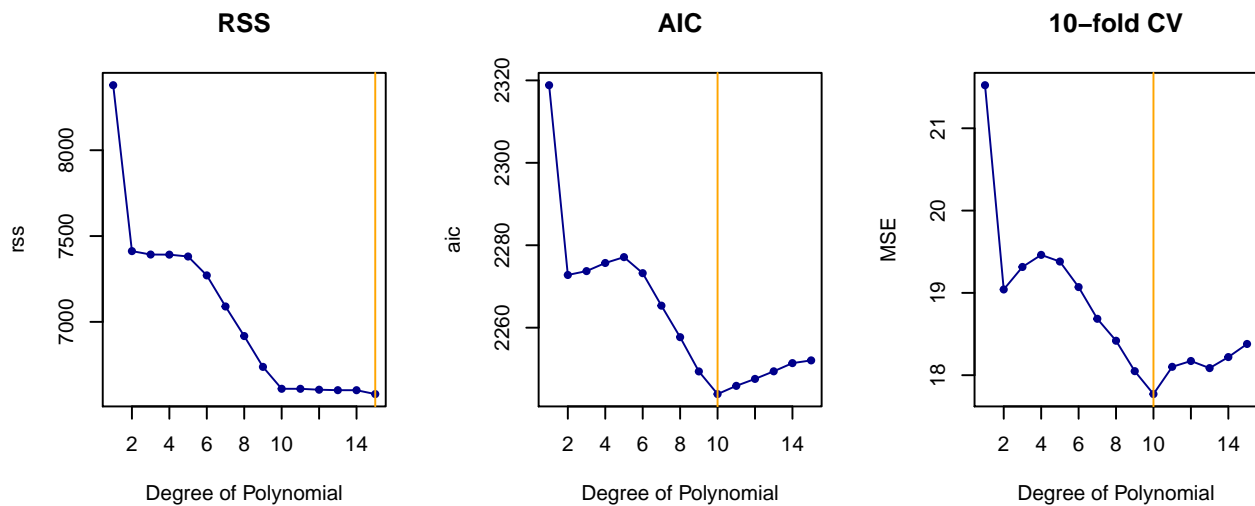 RSS
rss
7000 7500 8000
2 4 6 8 10 14
Degree of Polynomial
AIC
aic
2260 2280 2300 2320
2 4 6 8 10 14
Degree of Polynomial
10−fold CV
MSE
18 19 20 21
2 4 6 8 10 14
Degree of Polynomial